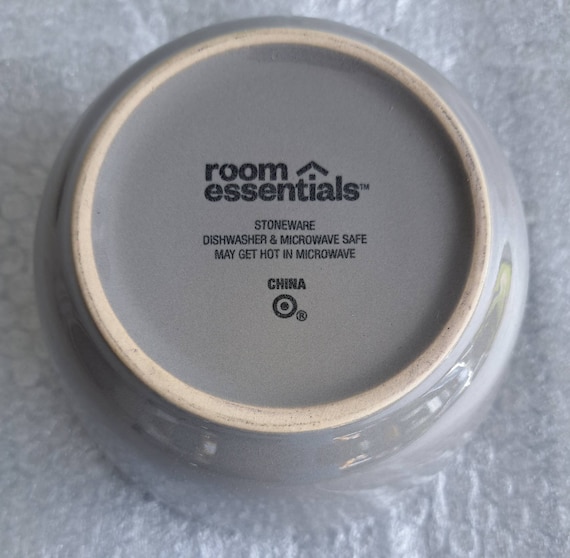 room
essentials™
STONEWARE
DISHWASHER & MICROWAVE SAFE
MAY GET HOT IN MICROWAVE
CHINA
®